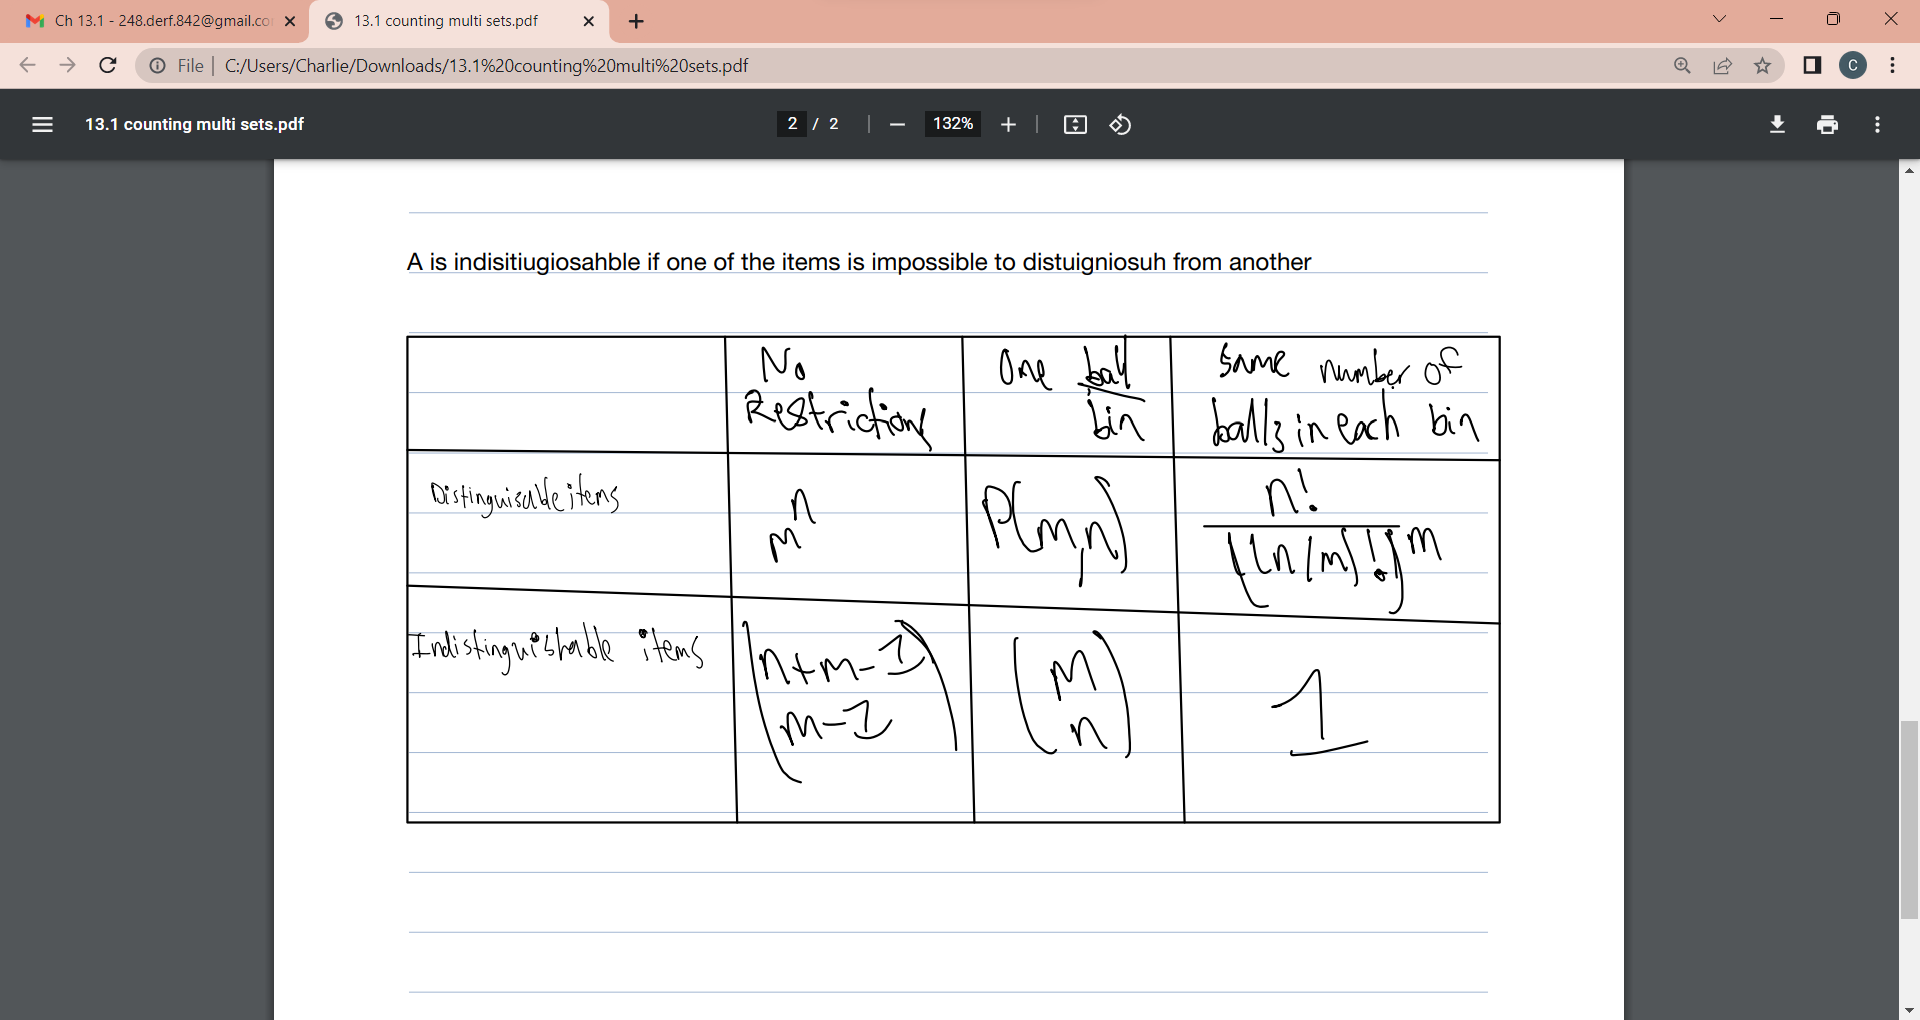 Ch 13.1 - 248.derf.842@gmail.co
13.1 counting multi sets.pdf
File | C:/Users/Charlie/Downloads/13.1%20counting%20multi%20sets.pdf
C
13.1 counting multi sets.pdf
2 / 2 | − 132% + |
A is indisitiugiosahble if one of the items is impossible to distuigniosuh from another
No Restrictions
One ball / bin
Same number of balls in each bin
Distinguisable items
m^n
P(m,n)
n! / ((n/m)!)^m
Indistinguishable items
(n+m-1
m-1)
(m
n)
1